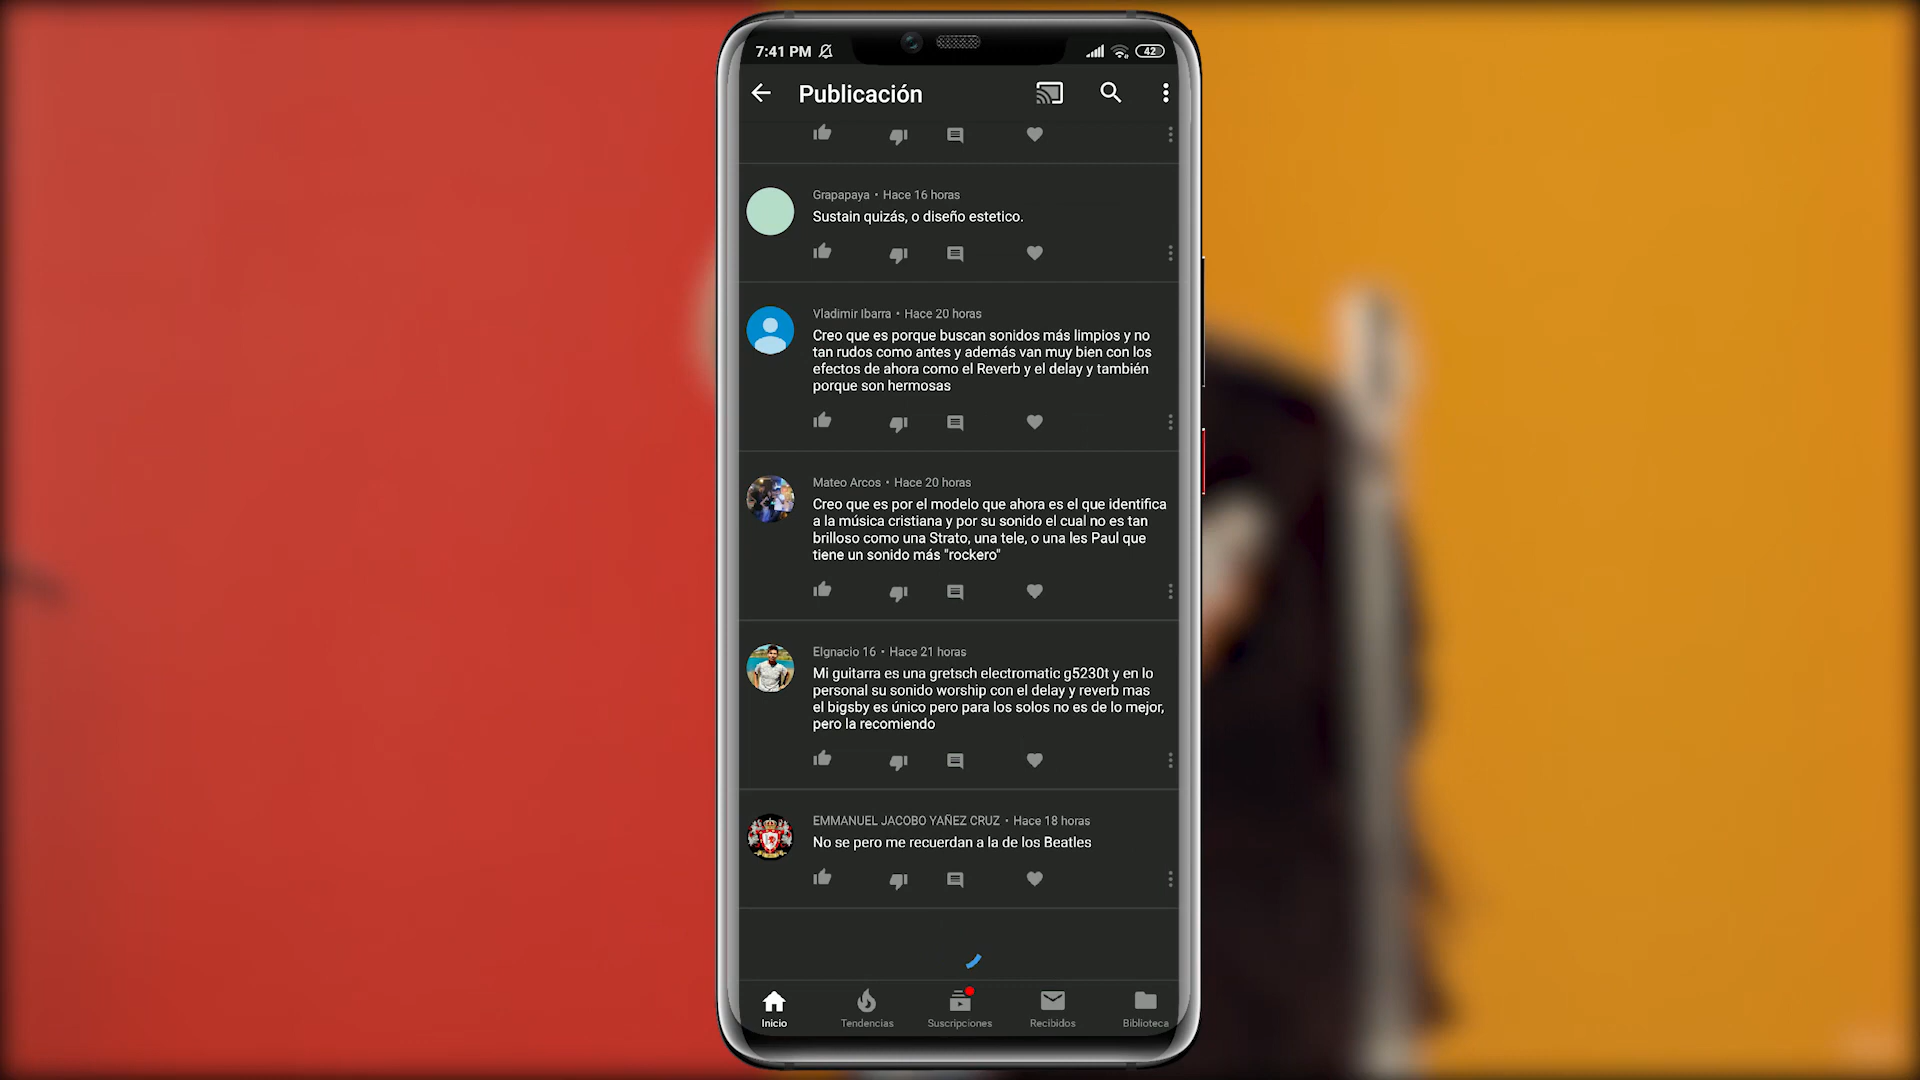 7:41 PM
42
Publicación
Grapapaya • Hace 16 horas
Sustain quizás, o diseño estetico.
Vladimir Ibarra • Hace 20 horas
Creo que es porque buscan sonidos más limpios y no
tan rudos como antes y además van muy bien con los
efectos de ahora como el Reverb y el delay y también
porque son hermosas
Mateo Arcos • Hace 20 horas
Creo que es por el modelo que ahora es el que identifica
a la música cristiana y por su sonido el cual no es tan
brilloso como una Strato, una tele, o una les Paul que
tiene un sonido más "rockero"
EIgnacio 16 • Hace 21 horas
Mi guitarra es una gretsch electromatic g5230t y en lo
personal su sonido worship con el delay y reverb mas
el bigsby es único pero para los solos no es de lo mejor,
pero la recomiendo
EMMANUEL JACOBO YAÑEZ CRUZ • Hace 18 horas
No se pero me recuerdan a la de los Beatles
Inicio
Tendencias
Suscripciones
Recibidos
Biblioteca